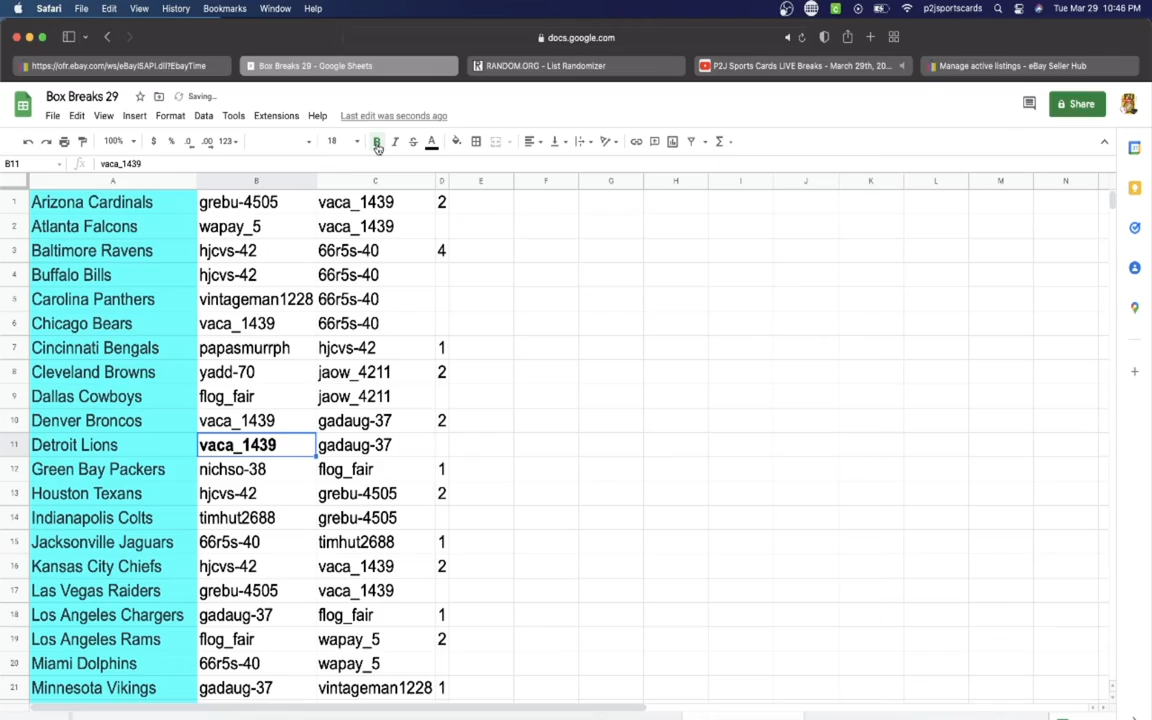 Safari File Edit View History Bookmarks Window Help p2jsportscards Tue Mar 29 10:46 PM
docs.google.com
https://ofr.ebay.com/ws/eBayISAPI.dll?EbayTime Box Breaks 29 - Google Sheets RANDOM.ORG - List Randomizer P2J Sports Cards LIVE Breaks - March 29th, 20... Manage active listings - eBay Seller Hub
Box Breaks 29 Saving...
File Edit View Insert Format Data Tools Extensions Help Last edit was seconds ago Share
100% $ % .0 .00 123 18 B I S A
B11 vaca_1439
A B C D E F G H I J K L M N
1 Arizona Cardinals grebu-4505 vaca_1439 2
2 Atlanta Falcons wapay_5 vaca_1439
3 Baltimore Ravens hjcvs-42 66r5s-40 4
4 Buffalo Bills hjcvs-42 66r5s-40
5 Carolina Panthers vintageman1228 66r5s-40
6 Chicago Bears vaca_1439 66r5s-40
7 Cincinnati Bengals papasmurrph hjcvs-42 1
8 Cleveland Browns yadd-70 jaow_4211 2
9 Dallas Cowboys flog_fair jaow_4211
10 Denver Broncos vaca_1439 gadaug-37 2
11 Detroit Lions vaca_1439 gadaug-37
12 Green Bay Packers nichso-38 flog_fair 1
13 Houston Texans hjcvs-42 grebu-4505 2
14 Indianapolis Colts timhut2688 grebu-4505
15 Jacksonville Jaguars 66r5s-40 timhut2688 1
16 Kansas City Chiefs hjcvs-42 vaca_1439 2
17 Las Vegas Raiders grebu-4505 vaca_1439
18 Los Angeles Chargers gadaug-37 flog_fair 1
19 Los Angeles Rams flog_fair wapay_5 2
20 Miami Dolphins 66r5s-40 wapay_5
21 Minnesota Vikings gadaug-37 vintageman1228 1